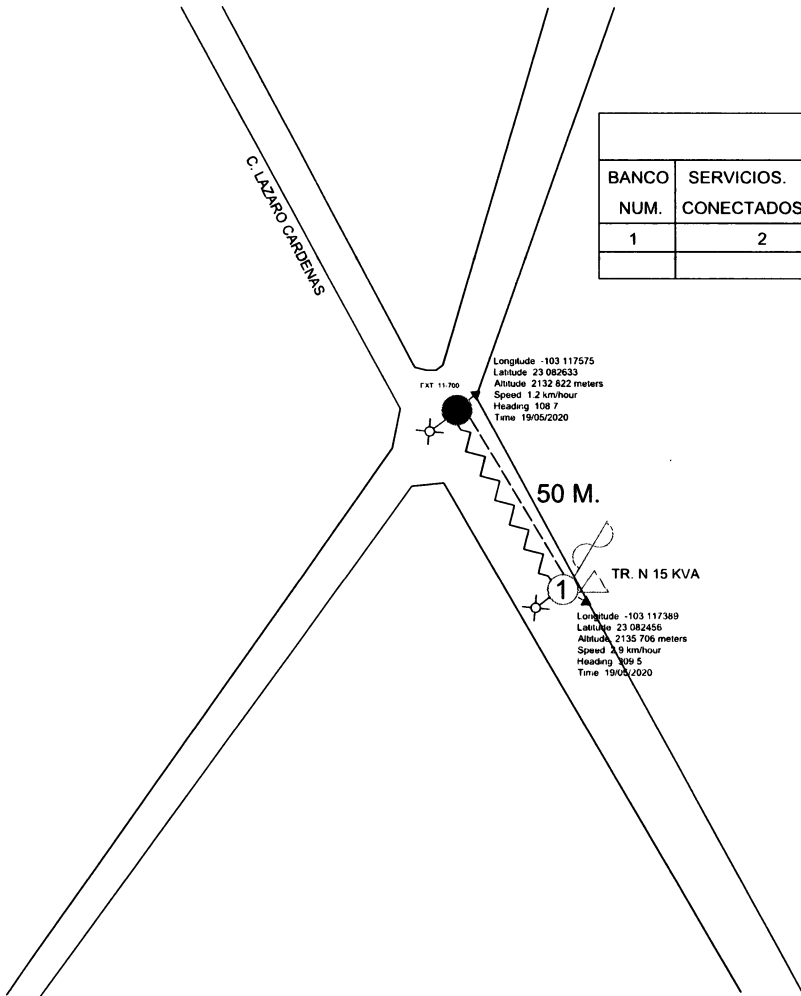 C. LAZARO CARDENAS
BANCO NUM.
SERVICIOS. CONECTADOS
1
2
EXT 11-700
Longitude -103 117575
Latitude 23 082633
Altitude 2132 822 meters
Speed 1.2 km/hour
Heading 108 7
Time 19/05/2020
50 M.
1
TR. N 15 KVA
Longitude -103 117389
Latitude 23 082456
Altitude 2135 706 meters
Speed 2 9 km/hour
Heading 309 5
Time 19/05/2020